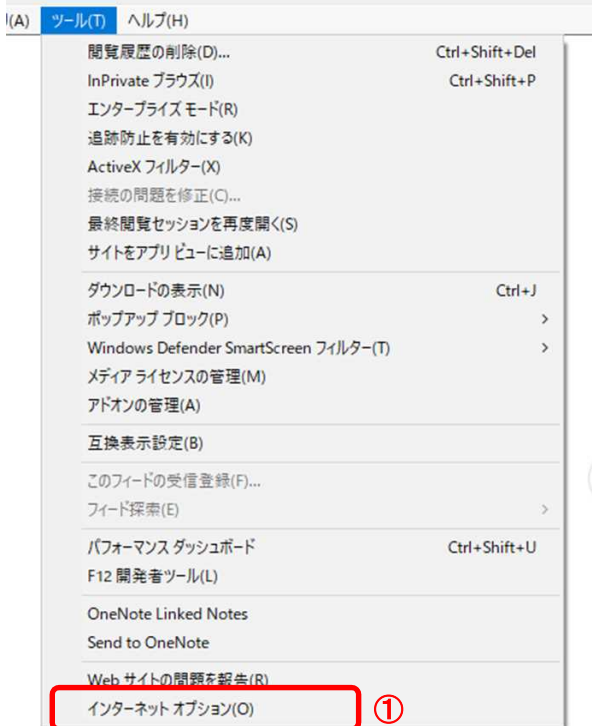 (A) ツール(T) ヘルプ(H)
閲覧履歴の削除(D)... Ctrl+Shift+Del
InPrivate ブラウズ(I) Ctrl+Shift+P
エンタープライズ モード(R)
追跡防止を有効にする(K)
ActiveX フィルター(X)
接続の問題を修正(C)...
最終閲覧セッションを再度開く(S)
サイトをアプリ ビューに追加(A)
ダウンロードの表示(N) Ctrl+J
ポップアップ ブロック(P)
Windows Defender SmartScreen フィルター(T)
メディア ライセンスの管理(M)
アドオンの管理(A)
互換表示設定(B)
このフィードの受信登録(F)...
フィード探索(E)
パフォーマンス ダッシュボード Ctrl+Shift+U
F12 開発者ツール(L)
OneNote Linked Notes
Send to OneNote
Web サイトの問題を報告(R)
インターネット オプション(O) ①